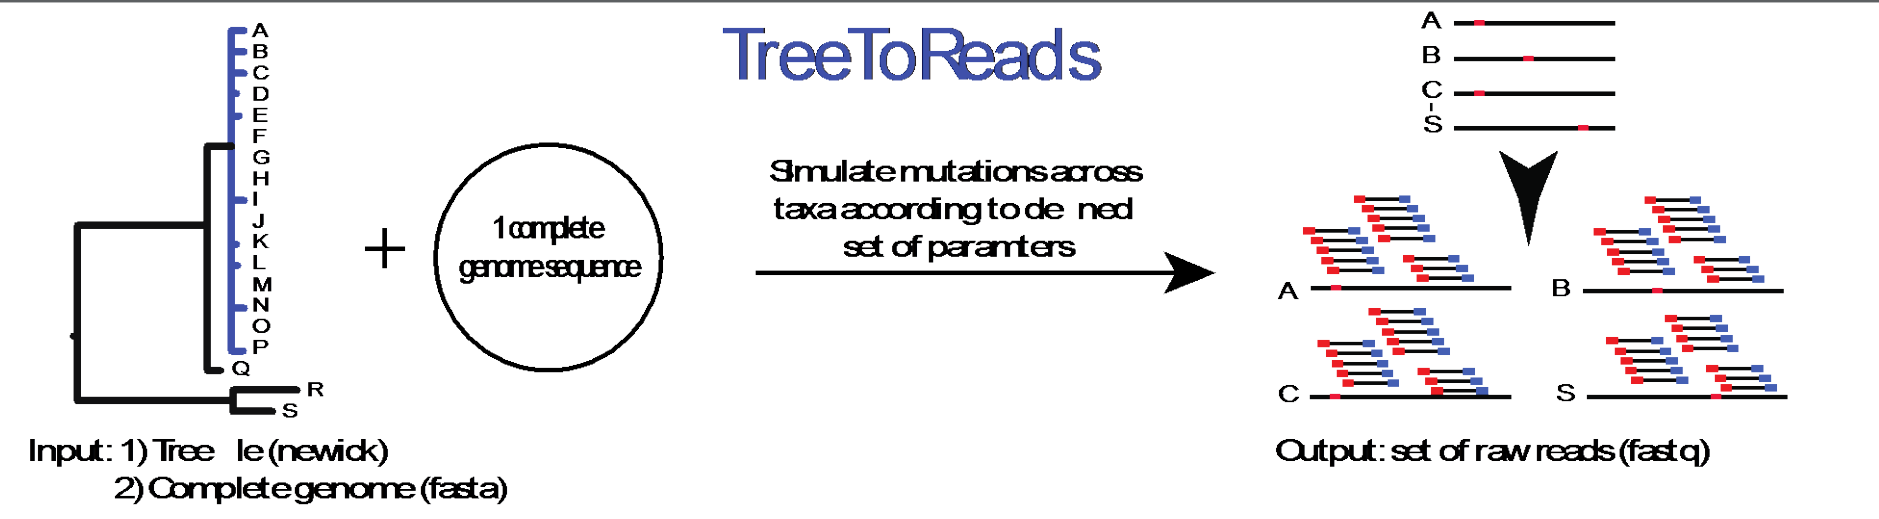 TreeToReads
A
B
C
D
E
F
G
H
I
J
K
L
M
N
O
P
Q
R
S
+
1 complete
genome sequence
Simulate mutations across
taxa according to de ned
set of paramters
A
B
C
-
S
A
B
C
S
Input: 1) Tree le (newick)
2) Complete genome (fasta)
Output: set of raw reads (fastq)